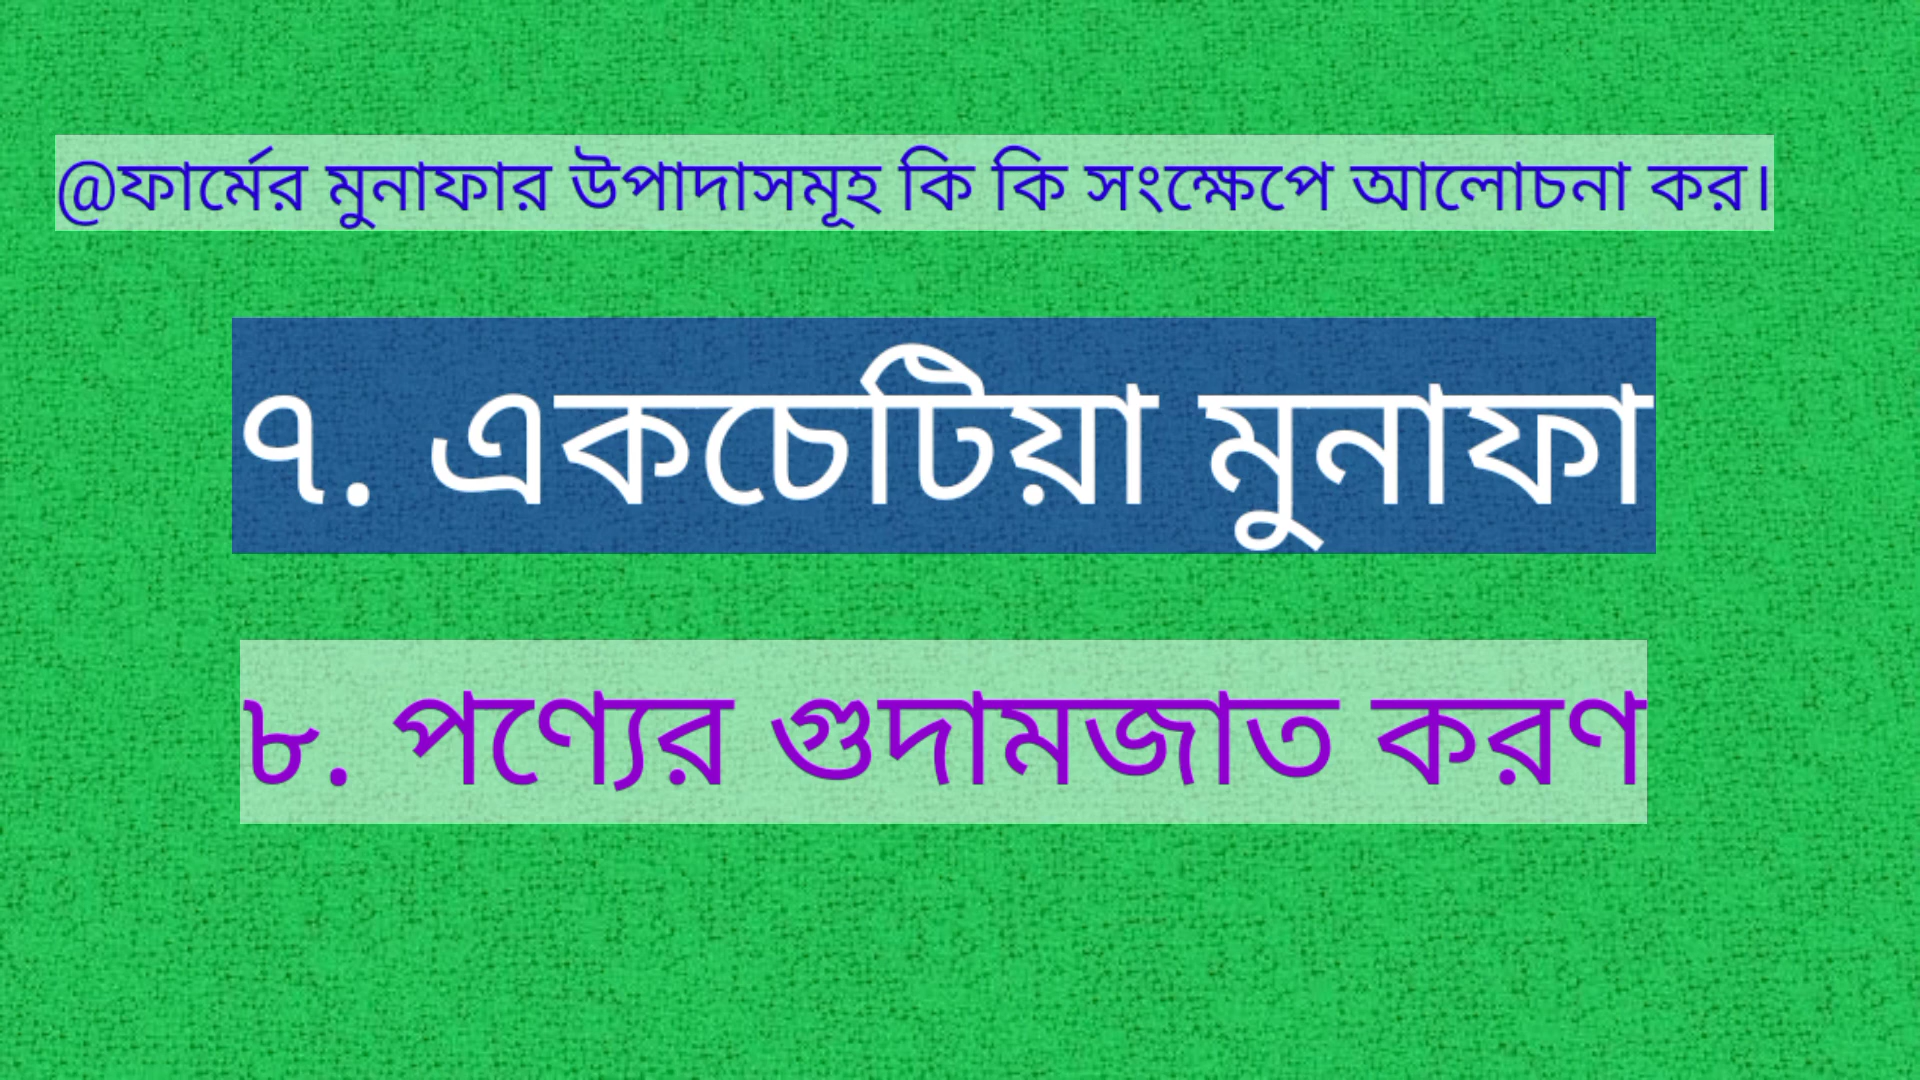 @ফার্মের মুনাফার উপাদাসমূহ কি কি সংক্ষেপে আলোচনা কর।
৭. একচেটিয়া মুনাফা
৮. পণ্যের গুদামজাত করণ